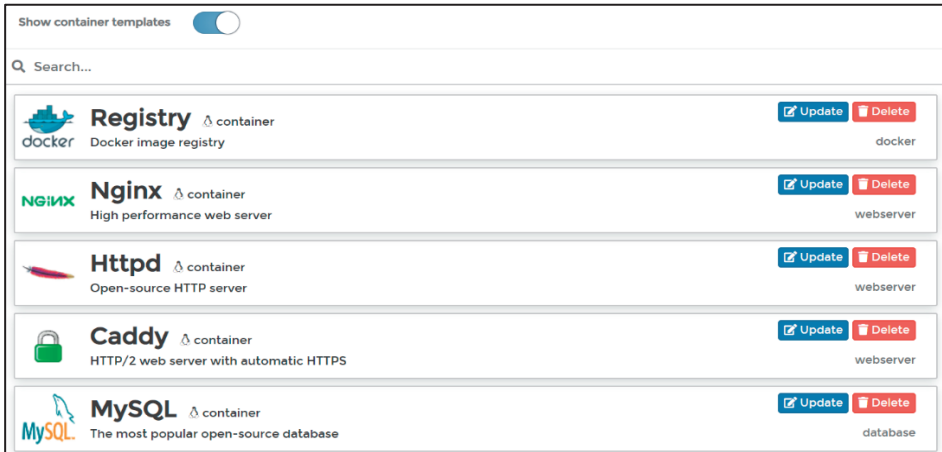 Show container templates
Search...
Registry container
Update Delete
docker Docker image registry
docker
NGINX Nginx container
Update Delete
High performance web server
webserver
Httpd container
Update Delete
Open-source HTTP server
webserver
Caddy container
Update Delete
HTTP/2 web server with automatic HTTPS
webserver
MySQL container
Update Delete
MySQL. The most popular open-source database
database